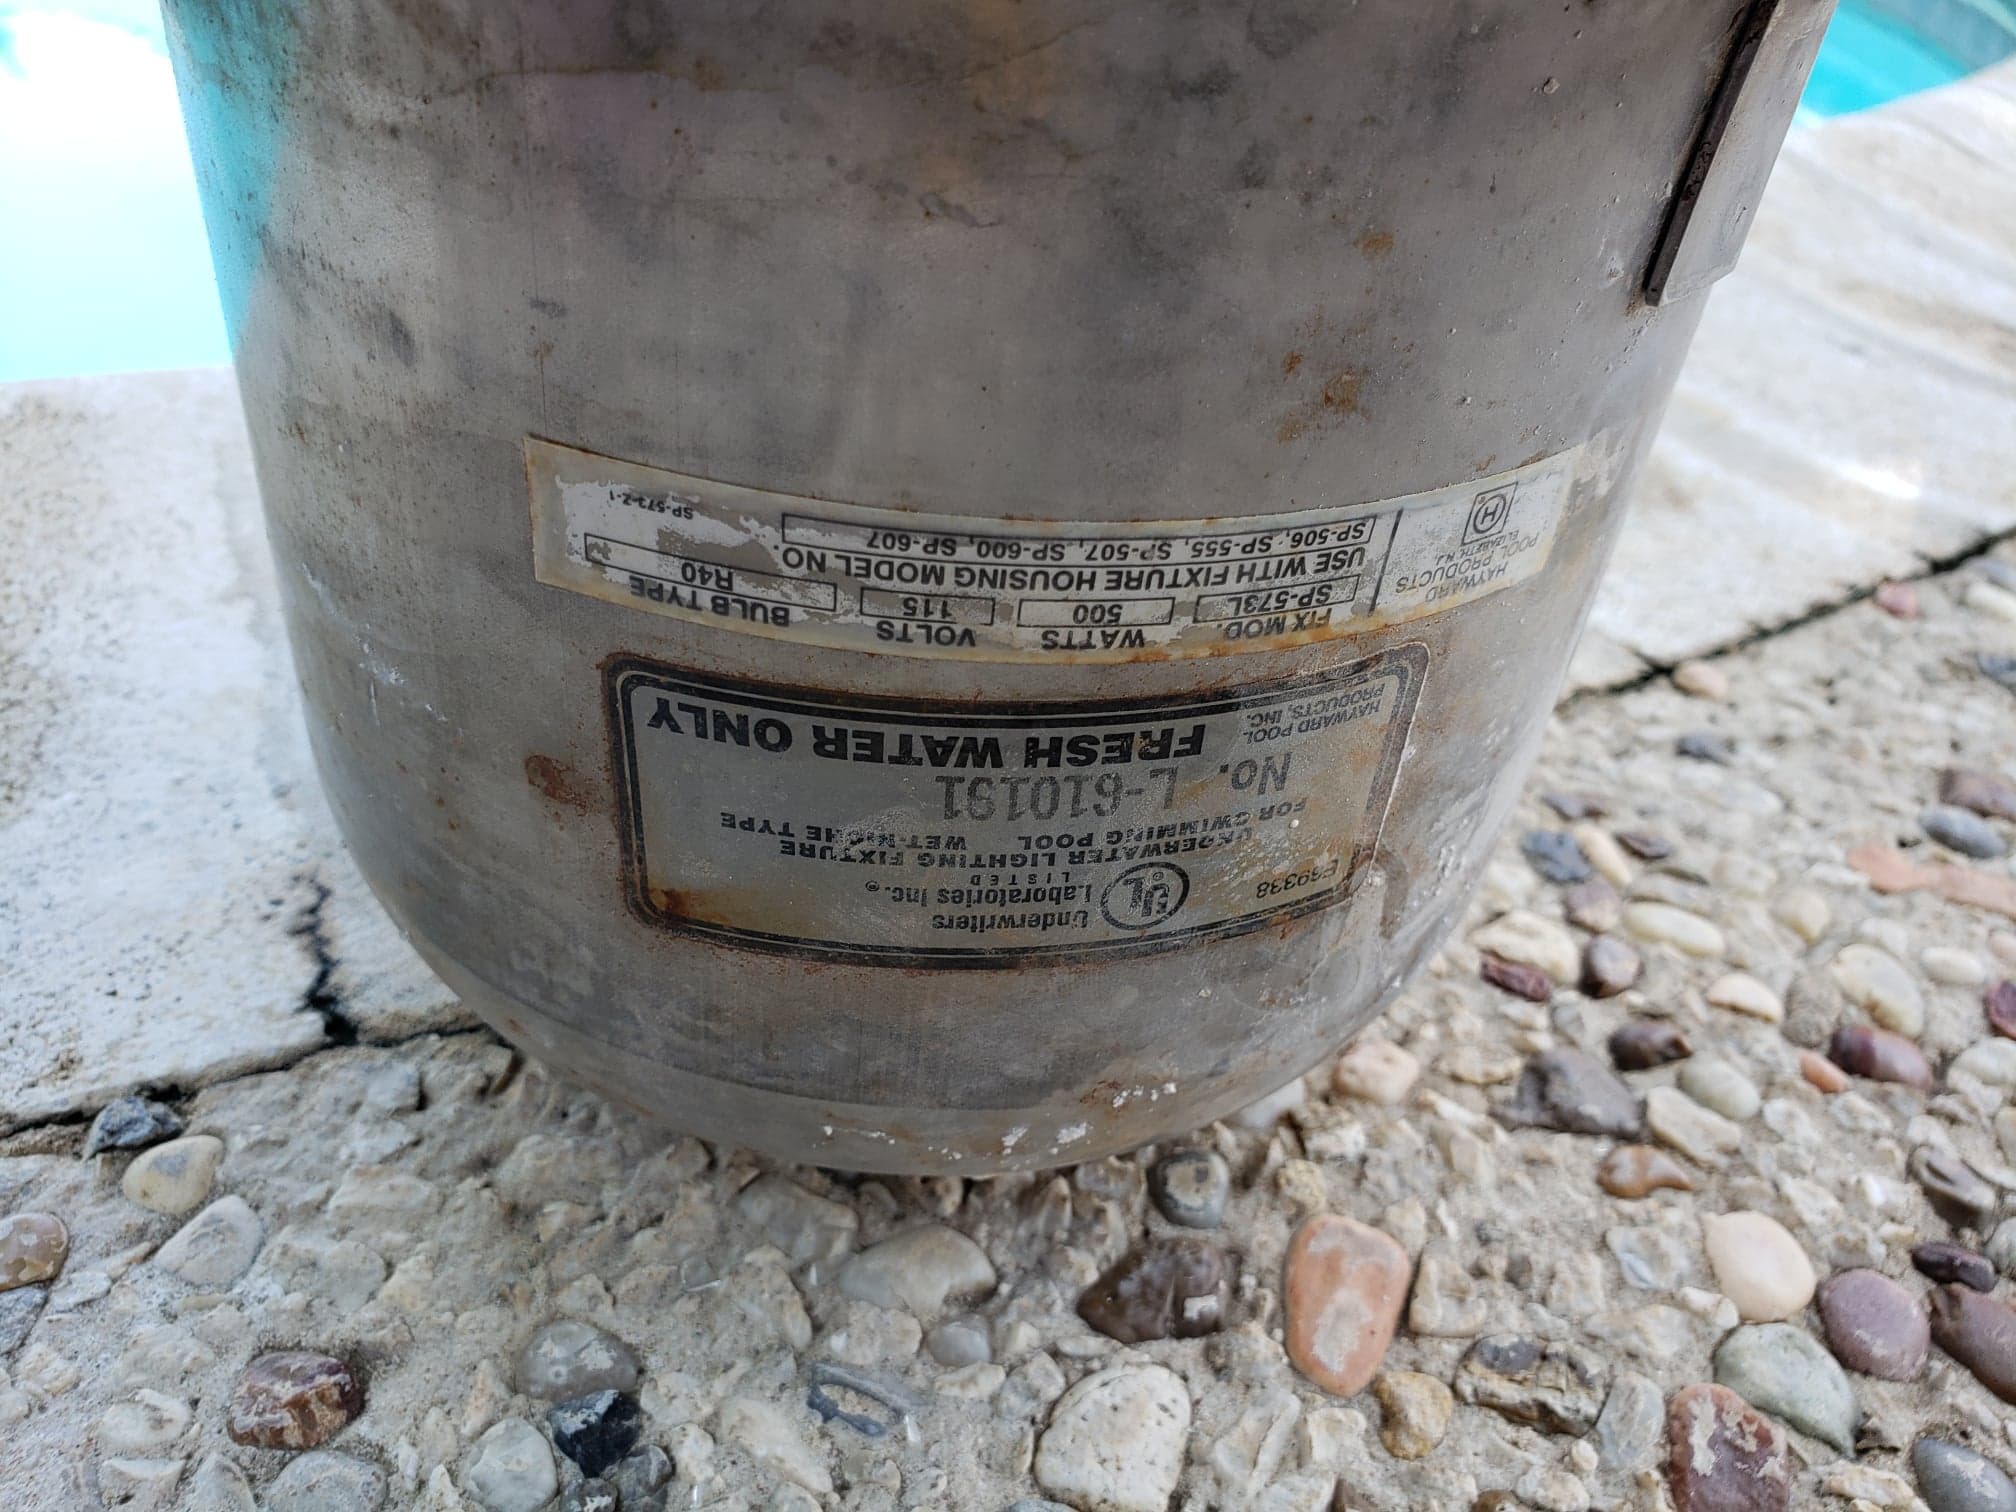 E39338
Underwriters
Laboratories Inc.®
LISTED
UNDERWATER LIGHTING FIXTURE
FOR SWIMMING POOL WET-NICHE TYPE
No. L-610191
HAYWARD POOL
PRODUCTS, INC.
FRESH WATER ONLY
FIX MOD. WATTS VOLTS BULB TYPE
SP-573L 500 115 R40
USE WITH FIXTURE HOUSING MODEL NO.
SP-506, SP-555, SP-507, SP-600, SP-607
SP-573-Z-1
HAYWARD
POOL PRODUCTS
ELIZABETH, N.J.
H